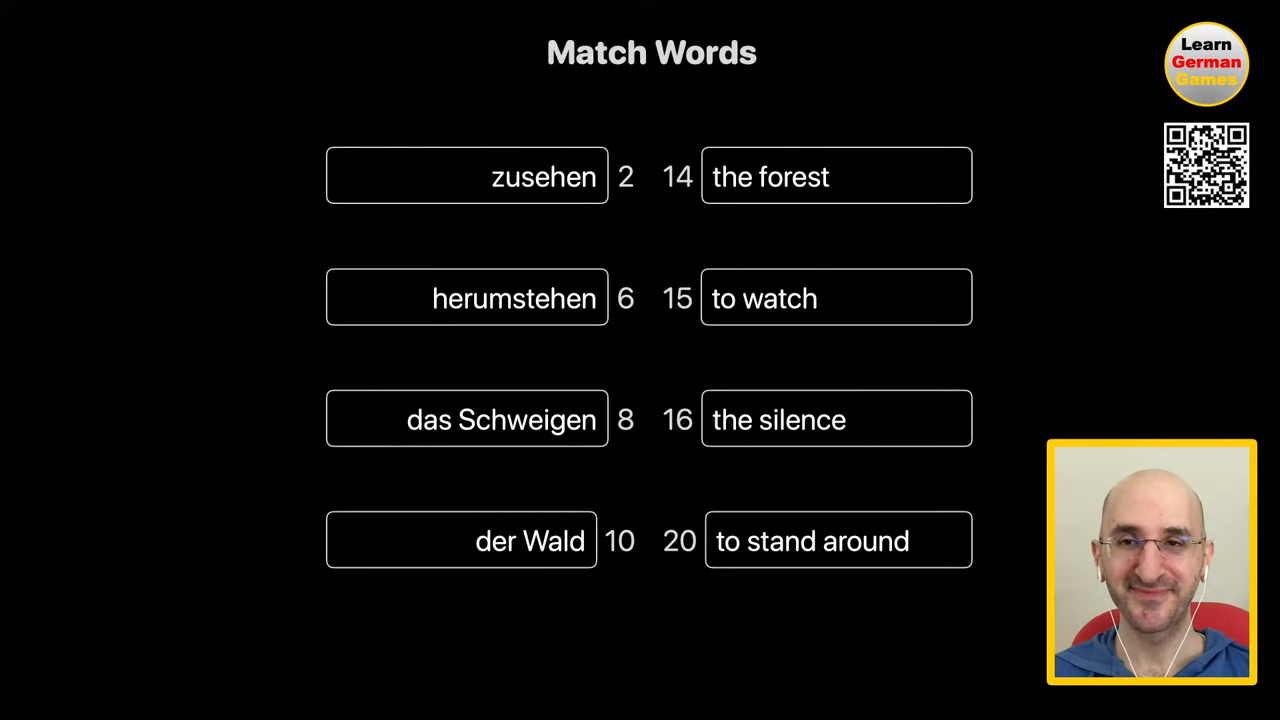 Match Words
Learn
German
Games
zusehen 2 14 the forest
herumstehen 6 15 to watch
das Schweigen 8 16 the silence
der Wald 10 20 to stand around